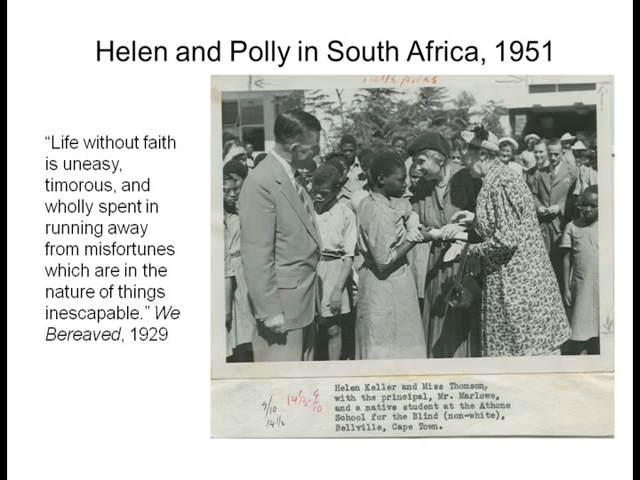 Helen and Polly in South Africa, 1951
“Life without faith
is uneasy,
timorous, and
wholly spent in
running away
from misfortunes
which are in the
nature of things
inescapable.” We
Bereaved, 1929
Helen Keller and Miss Thomson,
with the principal, Mr. Marlowe,
and a native student at the Athone
School for the Blind (non-white),
Bellville, Cape Town.